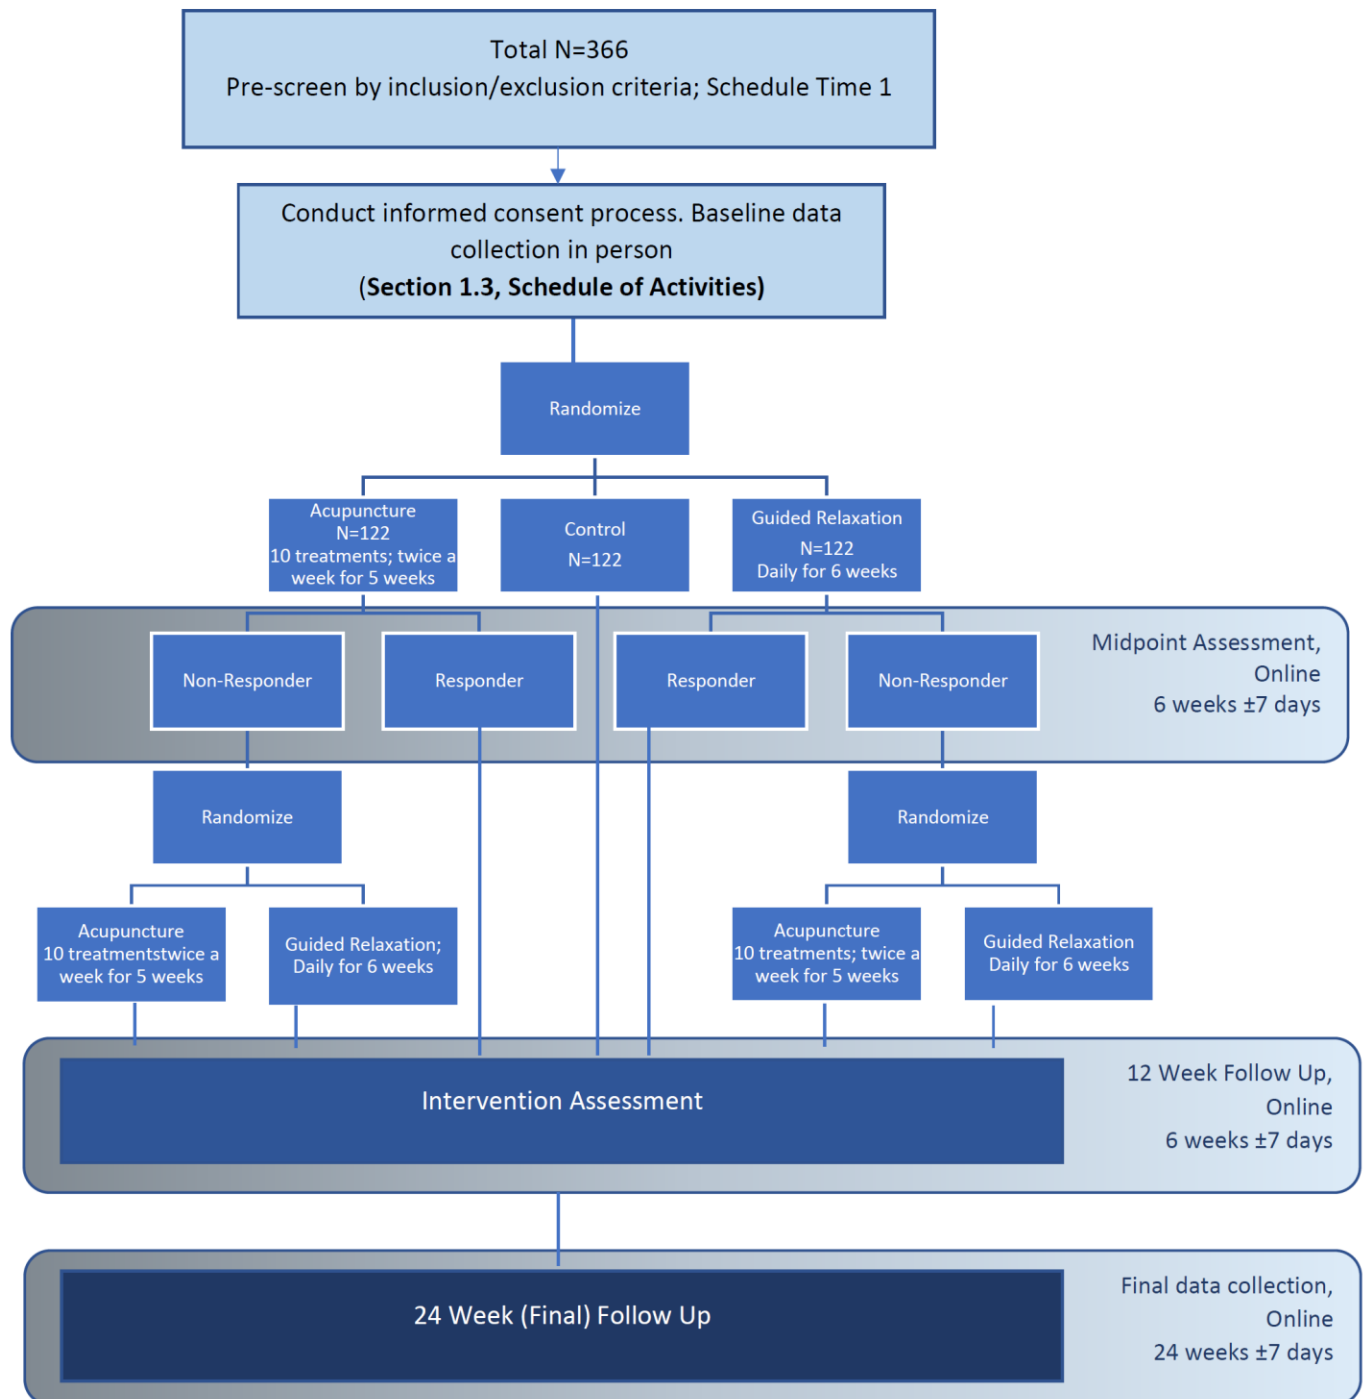 Total N=366
Pre-screen by inclusion/exclusion criteria; Schedule Time 1
Conduct informed consent process. Baseline data
collection in person
(Section 1.3, Schedule of Activities)
Randomize
Acupuncture
N=122
10 treatments; twice a
week for 5 weeks
Control
N=122
Guided Relaxation
N=122
Daily for 6 weeks
Non-Responder
Responder
Responder
Non-Responder
Midpoint Assessment,
Online
6 weeks ±7 days
Randomize
Randomize
Acupuncture
10 treatmentstwice a
week for 5 weeks
Guided Relaxation;
Daily for 6 weeks
Acupuncture
10 treatments; twice a
week for 5 weeks
Guided Relaxation
Daily for 6 weeks
Intervention Assessment
12 Week Follow Up,
Online
6 weeks ±7 days
24 Week (Final) Follow Up
Final data collection,
Online
24 weeks ±7 days